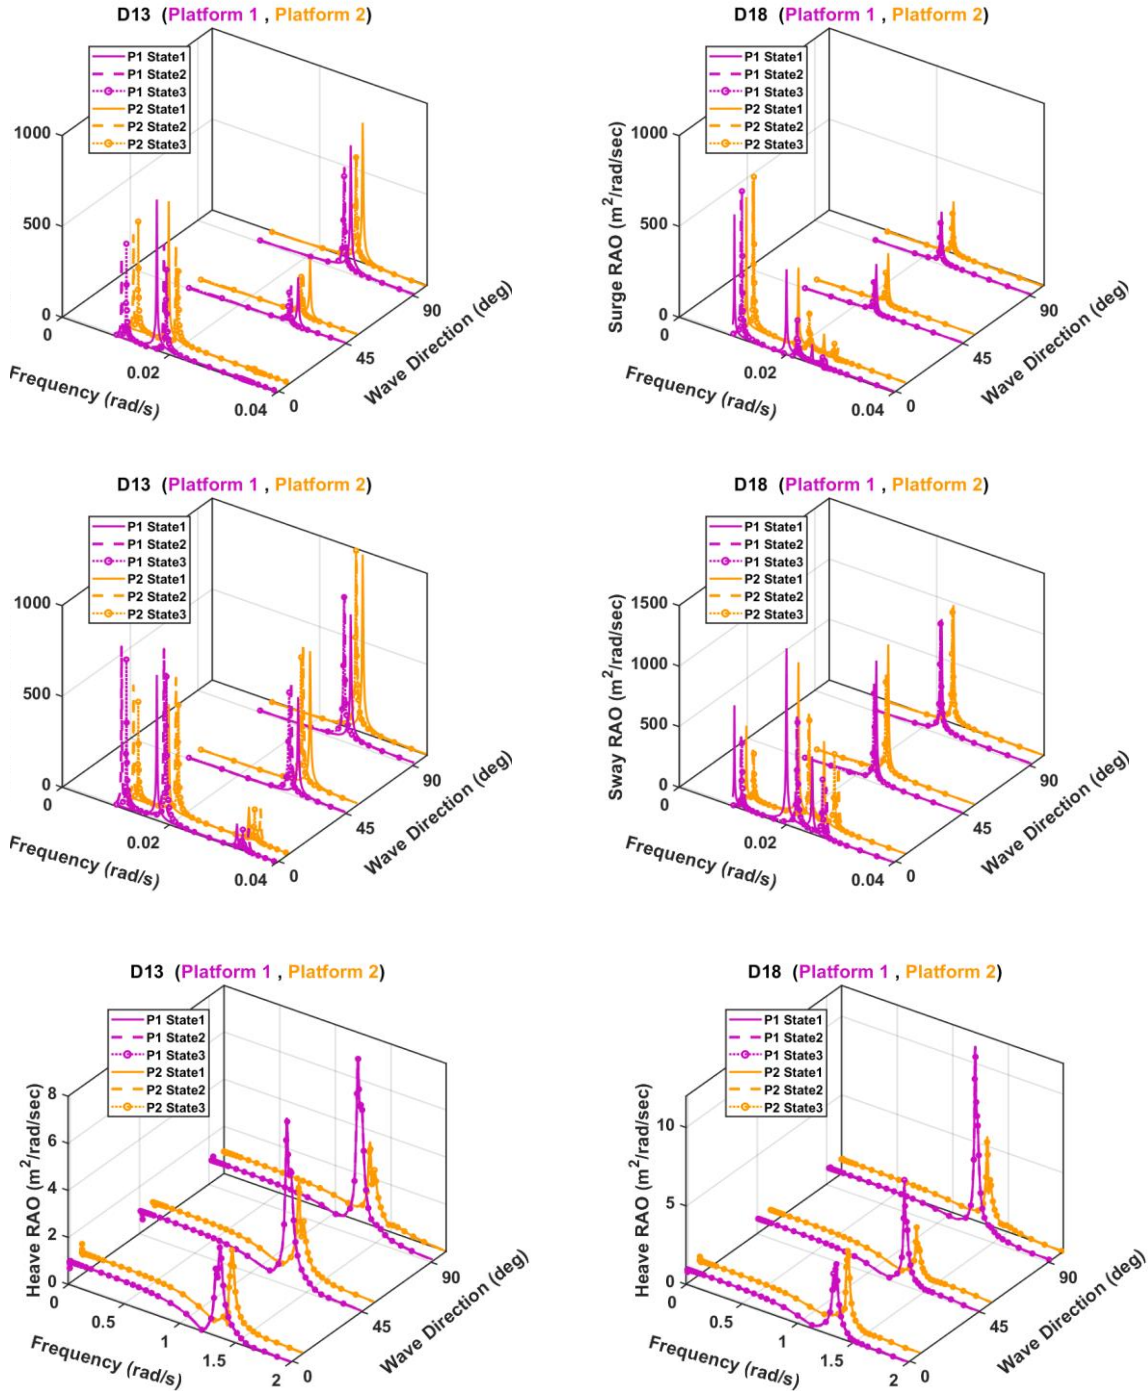 D13 (Platform 1 , Platform 2)
P1 State1
P1 State2
P1 State3
P2 State1
P2 State2
P2 State3
1000
500
0
0
0.02
0.04
Frequency (rad/s)
0
45
90
Wave Direction (deg)
D18 (Platform 1 , Platform 2)
P1 State1
P1 State2
P1 State3
P2 State1
P2 State2
P2 State3
Surge RAO (m²/rad/sec)
1000
500
0
0
0.02
0.04
Frequency (rad/s)
0
45
90
Wave Direction (deg)
D13 (Platform 1 , Platform 2)
P1 State1
P1 State2
P1 State3
P2 State1
P2 State2
P2 State3
1000
500
0
0
0.02
0.04
Frequency (rad/s)
0
45
90
Wave Direction (deg)
D18 (Platform 1 , Platform 2)
P1 State1
P1 State2
P1 State3
P2 State1
P2 State2
P2 State3
Sway RAO (m²/rad/sec)
1500
1000
500
0
0
0.02
0.04
Frequency (rad/s)
0
45
90
Wave Direction (deg)
D13 (Platform 1 , Platform 2)
P1 State1
P1 State2
P1 State3
P2 State1
P2 State2
P2 State3
Heave RAO (m²/rad/sec)
8
6
4
2
0
0
0.5
1
1.5
2
Frequency (rad/s)
0
45
90
Wave Direction (deg)
D18 (Platform 1 , Platform 2)
P1 State1
P1 State2
P1 State3
P2 State1
P2 State2
P2 State3
Heave RAO (m²/rad/sec)
10
5
0
0
0.5
1
1.5
2
Frequency (rad/s)
0
45
90
Wave Direction (deg)